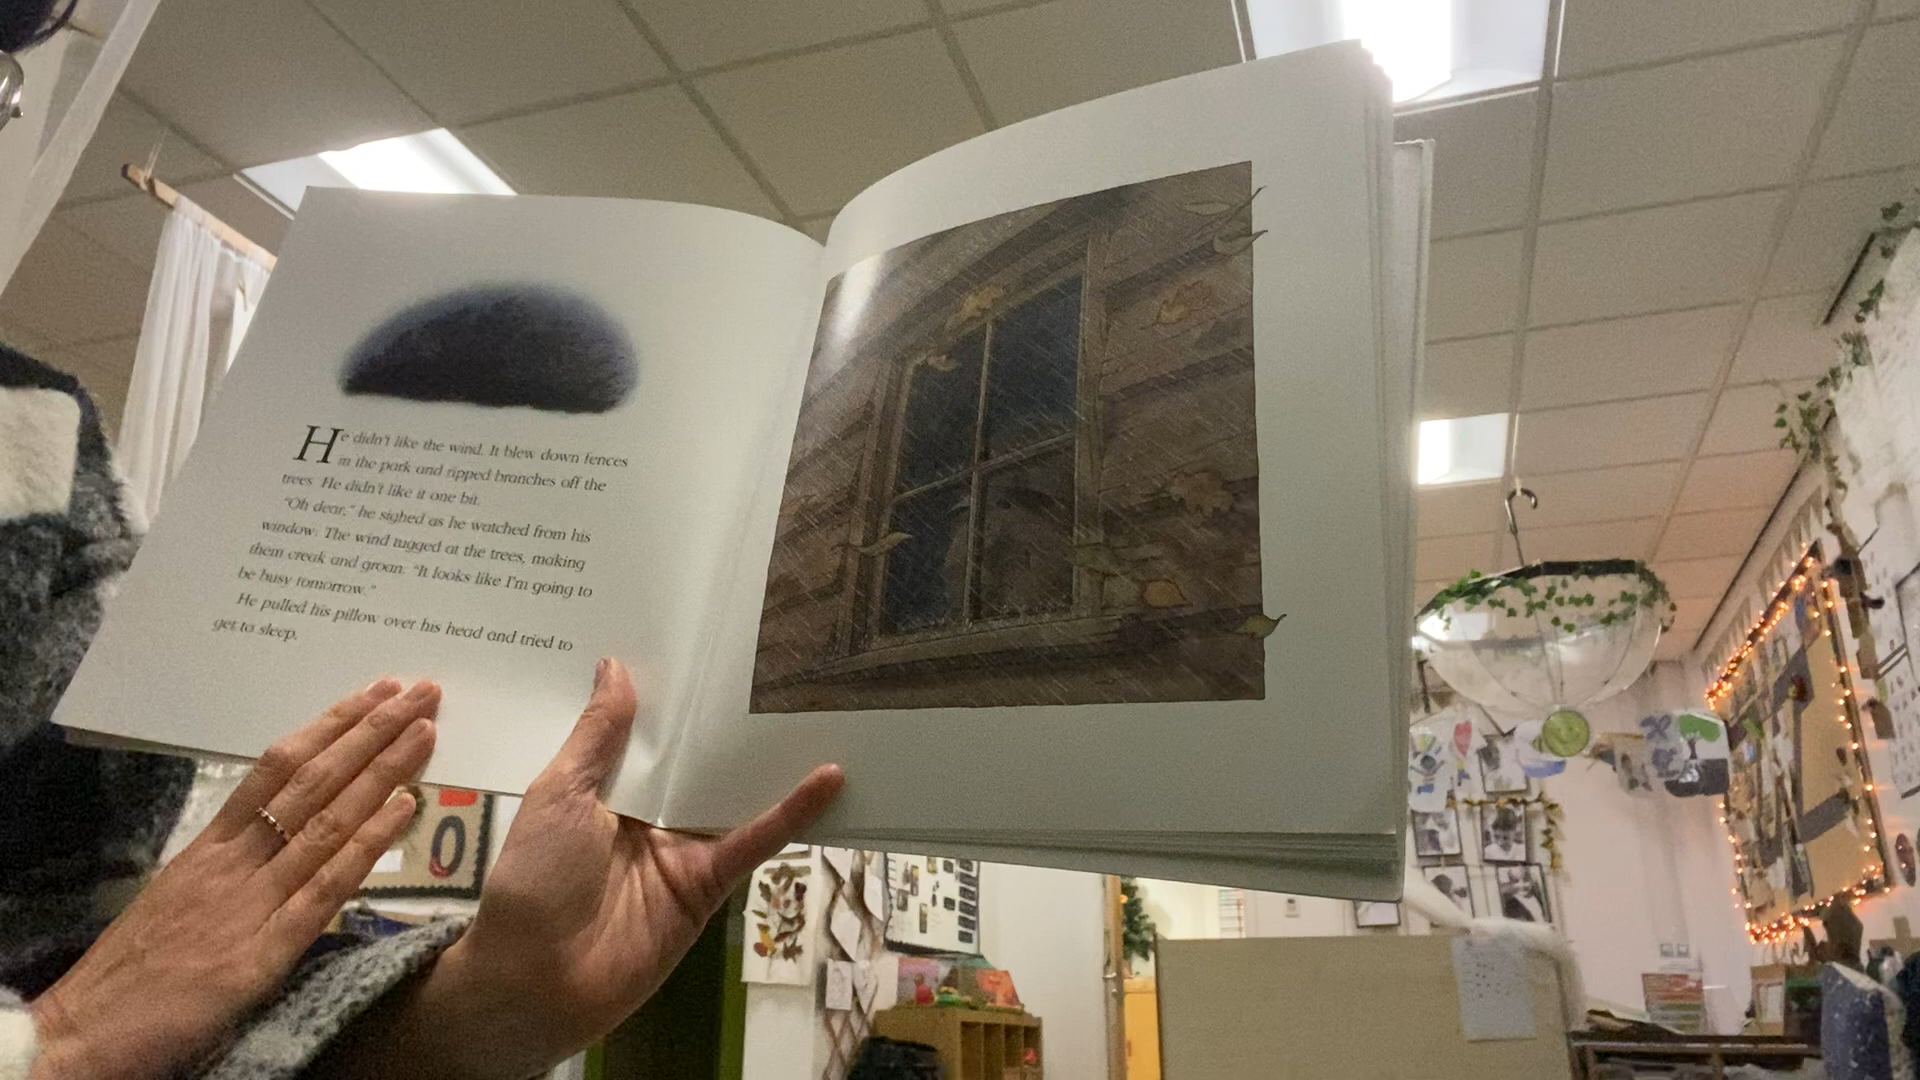 He didn't like the wind. It blew down fences
in the park and ripped branches off the
trees. He didn't like it one bit.
"Oh dear," he sighed as he watched from his
window. The wind tugged at the trees, making
them creak and groan. "It looks like I'm going to
be busy tomorrow."
He pulled his pillow over his head and tried to
get to sleep.
0